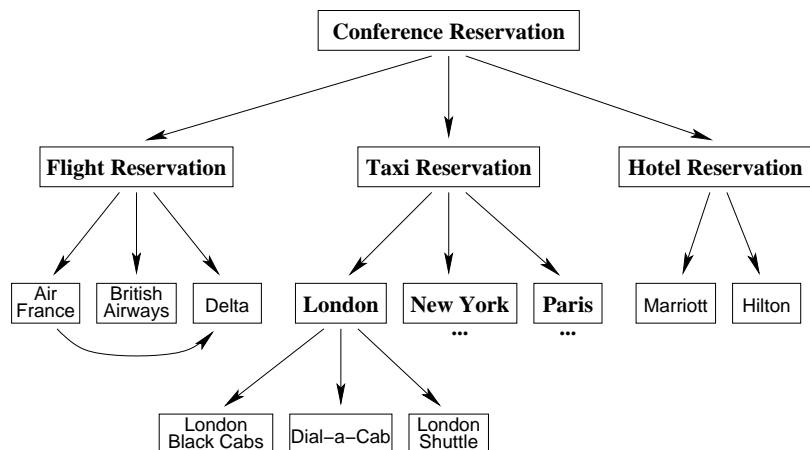 Conference Reservation
Flight Reservation
Taxi Reservation
Hotel Reservation
Air
France
British
Airways
Delta
London
New York
...
Paris
...
Marriott
Hilton
London
Black Cabs
Dial−a−Cab
London
Shuttle